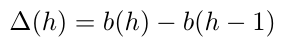 Δ(h) = b(h) − b(h − 1)